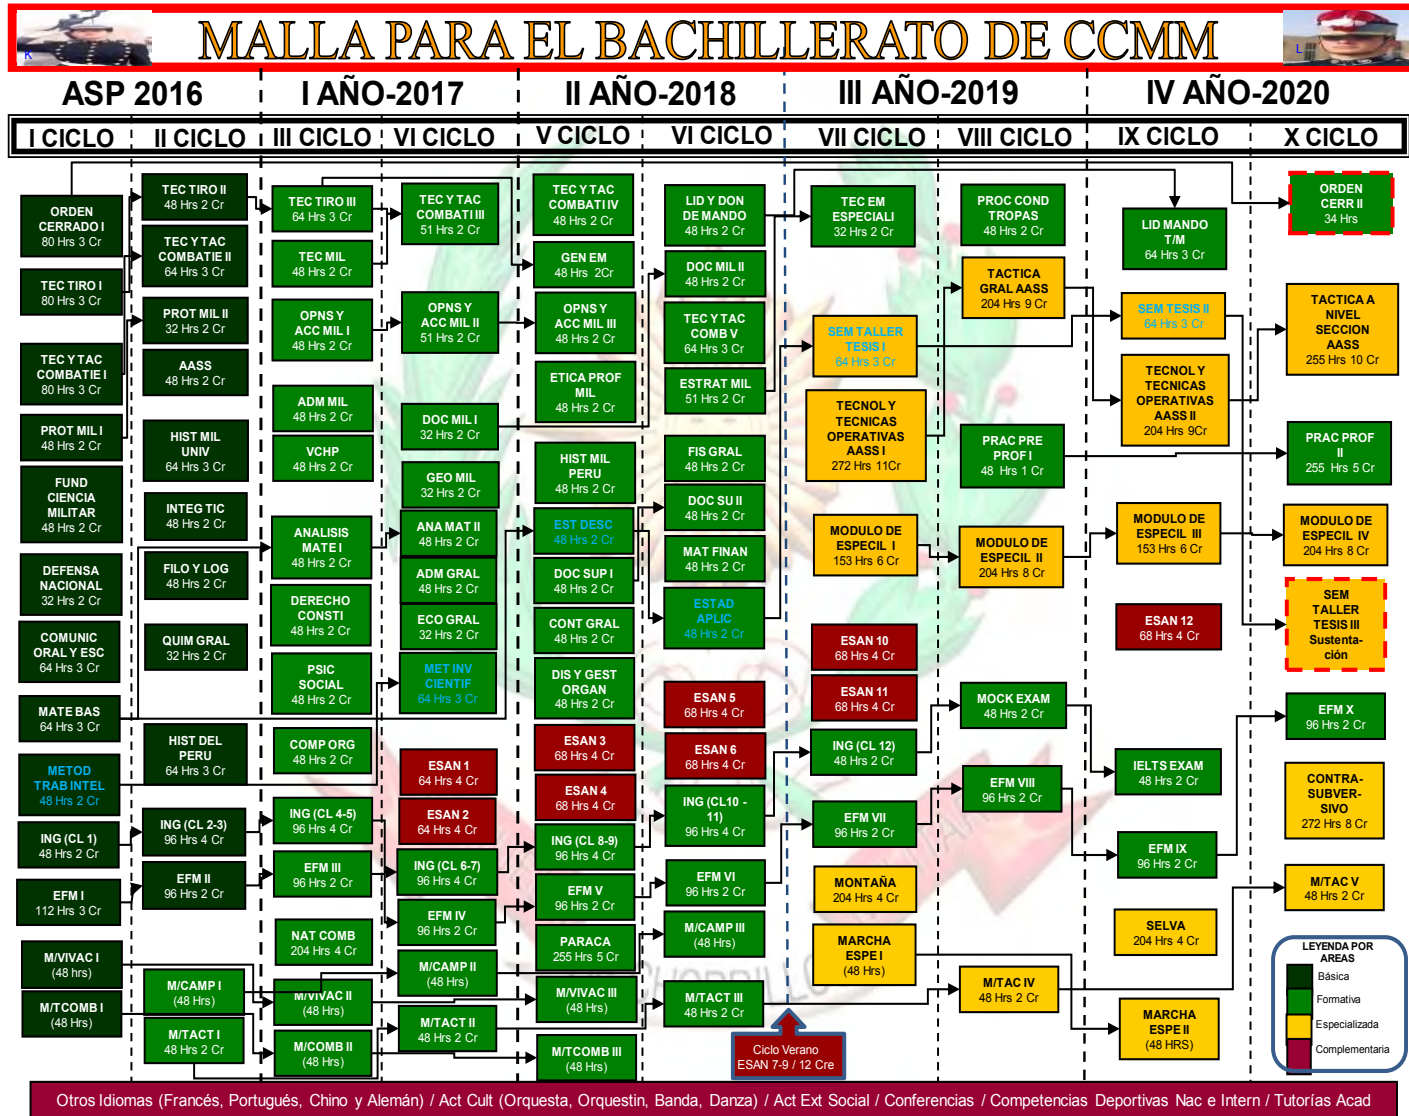 MALLA PARA EL BACHILLERATO DE CCMM
K
L
ASP 2016
I AÑO-2017
II AÑO-2018
III AÑO-2019
IV AÑO-2020
I CICLO
II CICLO
III CICLO
VI CICLO
V CICLO
VI CICLO
VII CICLO
VIII CICLO
IX CICLO
X CICLO
ORDEN
CERRADO I
80 Hrs 3 Cr
TEC TIRO I
80 Hrs 3 Cr
TEC Y TAC
COMBATIE I
80 Hrs 3 Cr
PROT MIL I
48 Hrs 2 Cr
FUND
CIENCIA
MILITAR
48 Hrs 2 Cr
DEFENSA
NACIONAL
32 Hrs 2 Cr
COMUNIC
ORAL Y ESC
64 Hrs 3 Cr
MATE BAS
64 Hrs 3 Cr
METOD
TRAB INTEL
48 Hrs 2 Cr
ING (CL 1)
48 Hrs 2 Cr
EFM I
112 Hrs 3 Cr
M/VIVAC I
(48 hrs)
M/TCOMB I
(48 Hrs)
TEC TIRO II
48 Hrs 2 Cr
TEC Y TAC
COMBATIE II
64 Hrs 3 Cr
PROT MIL II
32 Hrs 2 Cr
AASS
48 Hrs 2 Cr
HIST MIL
UNIV
64 Hrs 3 Cr
INTEG TIC
48 Hrs 2 Cr
FILO Y LOG
48 Hrs 2 Cr
QUIM GRAL
32 Hrs 2 Cr
HIST DEL
PERU
64 Hrs 3 Cr
ING (CL 2-3)
96 Hrs 4 Cr
EFM II
96 Hrs 2 Cr
M/CAMP I
(48 Hrs)
M/TACT I
48 Hrs 2 Cr
TEC TIRO III
64 Hrs 3 Cr
TEC MIL
48 Hrs 2 Cr
OPNS Y
ACC MIL I
48 Hrs 2 Cr
ADM MIL
48 Hrs 2 Cr
VCHP
48 Hrs 2 Cr
ANALISIS
MATE I
48 Hrs 2 Cr
DERECHO
CONSTI
48 Hrs 2 Cr
PSIC
SOCIAL
48 Hrs 2 Cr
COMP ORG
48 Hrs 2 Cr
ING (CL 4-5)
96 Hrs 4 Cr
EFM III
96 Hrs 2 Cr
NAT COMB
204 Hrs 4 Cr
M/VIVAC II
(48 Hrs)
M/COMB II
(48 Hrs)
TEC Y TAC
COMBATI III
51 Hrs 2 Cr
OPNS Y
ACC MIL II
51 Hrs 2 Cr
DOC MIL I
32 Hrs 2 Cr
GEO MIL
32 Hrs 2 Cr
ANA MAT II
48 Hrs 2 Cr
ADM GRAL
48 Hrs 2 Cr
ECO GRAL
32 Hrs 2 Cr
MET INV
CIENTIF
64 Hrs 3 Cr
ESAN 1
64 Hrs 4 Cr
ESAN 2
64 Hrs 4 Cr
ING (CL 6-7)
96 Hrs 4 Cr
EFM IV
96 Hrs 2 Cr
M/CAMP II
(48 Hrs)
M/TACT II
48 Hrs 2 Cr
TEC Y TAC
COMBATI IV
48 Hrs 2 Cr
GEN EM
48 Hrs 2Cr
OPNS Y
ACC MIL III
48 Hrs 2 Cr
ETICA PROF
MIL
48 Hrs 2 Cr
HIST MIL
PERU
48 Hrs 2 Cr
EST DESC
48 Hrs 2 Cr
DOC SUP I
48 Hrs 2 Cr
CONT GRAL
48 Hrs 2 Cr
DIS Y GEST
ORGAN
48 Hrs 2 Cr
ESAN 3
68 Hrs 4 Cr
ESAN 4
68 Hrs 4 Cr
ING (CL 8-9)
96 Hrs 4 Cr
EFM V
96 Hrs 2 Cr
PARACA
255 Hrs 5 Cr
M/VIVAC III
(48 Hrs)
M/TCOMB III
(48 Hrs)
LID Y DON
DE MANDO
48 Hrs 2 Cr
DOC MIL II
48 Hrs 2 Cr
TEC Y TAC
COMB V
64 Hrs 3 Cr
ESTRAT MIL
51 Hrs 2 Cr
FIS GRAL
48 Hrs 2 Cr
DOC SU II
48 Hrs 2 Cr
MAT FINAN
48 Hrs 2 Cr
ESTAD
APLIC
48 Hrs 2 Cr
ESAN 5
68 Hrs 4 Cr
ESAN 6
68 Hrs 4 Cr
ING (CL10 -
11)
96 Hrs 4 Cr
EFM VI
96 Hrs 2 Cr
M/CAMP III
(48 Hrs)
M/TACT III
48 Hrs 2 Cr
TEC EM
ESPECIALI
32 Hrs 2 Cr
SEM TALLER
TESIS I
64 Hrs 3 Cr
TECNOL Y
TECNICAS
OPERATIVAS
AASS I
272 Hrs 11Cr
MODULO DE
ESPECIL I
153 Hrs 6 Cr
ESAN 10
68 Hrs 4 Cr
ESAN 11
68 Hrs 4 Cr
ING (CL 12)
48 Hrs 2 Cr
EFM VII
96 Hrs 2 Cr
MONTAÑA
204 Hrs 4 Cr
MARCHA
ESPE I
(48 Hrs)
Ciclo Verano
ESAN 7-9 / 12 Cre
PROC COND
TROPAS
48 Hrs 2 Cr
TACTICA
GRAL AASS
204 Hrs 9 Cr
PRAC PRE
PROF I
48 Hrs 1 Cr
MODULO DE
ESPECIL II
204 Hrs 8 Cr
MOCK EXAM
48 Hrs 2 Cr
EFM VIII
96 Hrs 2 Cr
M/TAC IV
48 Hrs 2 Cr
LID MANDO
T/M
64 Hrs 3 Cr
SEM TESIS II
64 Hrs 3 Cr
TECNOL Y
TECNICAS
OPERATIVAS
AASS II
204 Hrs 9Cr
MODULO DE
ESPECIL III
153 Hrs 6 Cr
ESAN 12
68 Hrs 4 Cr
IELTS EXAM
48 Hrs 2 Cr
EFM IX
96 Hrs 2 Cr
SELVA
204 Hrs 4 Cr
MARCHA
ESPE II
(48 HRS)
ORDEN
CERR II
34 Hrs
TACTICA A
NIVEL
SECCION
AASS
255 Hrs 10 Cr
PRAC PROF
II
255 Hrs 5 Cr
MODULO DE
ESPECIL IV
204 Hrs 8 Cr
SEM
TALLER
TESIS III
Sustenta-
ción
EFM X
96 Hrs 2 Cr
CONTRA-
SUBVER-
SIVO
272 Hrs 8 Cr
M/TAC V
48 Hrs 2 Cr
LEYENDA POR
AREAS
Básica
Formativa
Especializada
Complementaria
Otros Idiomas (Francés, Portugués, Chino y Alemán) / Act Cult (Orquesta, Orquestin, Banda, Danza) / Act Ext Social / Conferencias / Competencias Deportivas Nac e Intern / Tutorías Acad